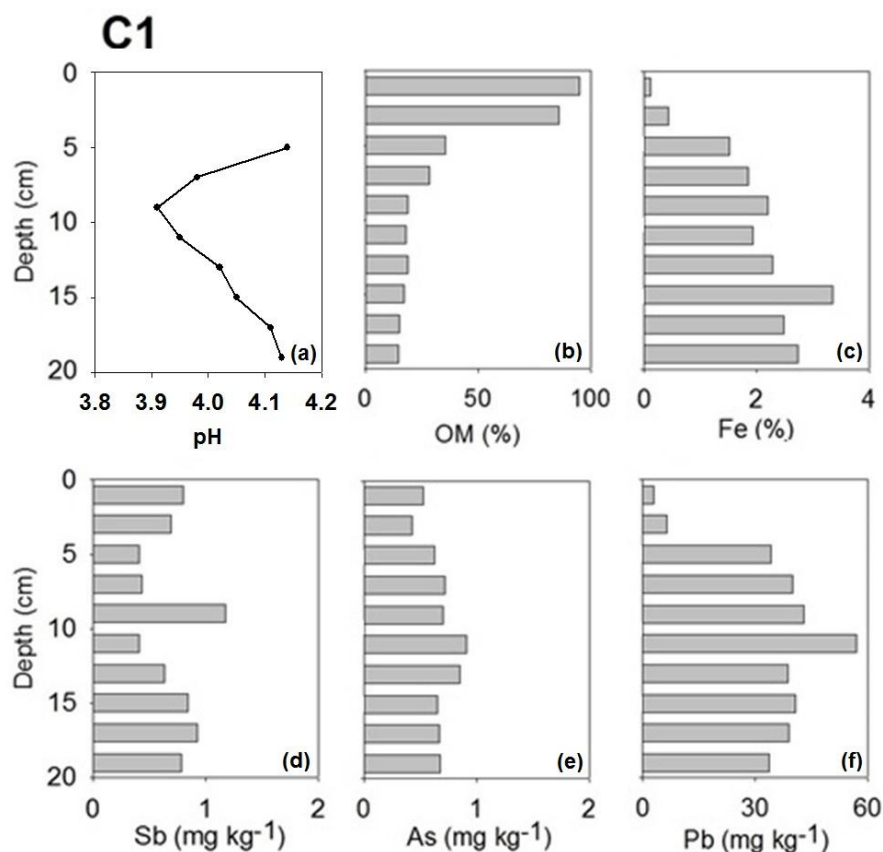 C1
0
5
10
15
20
Depth (cm)
3.8 3.9 4.0 4.1 4.2
pH
(a)
0 50 100
OM (%)
(b)
0 2 4
Fe (%)
(c)
0
5
10
15
20
Depth (cm)
0 1 2
Sb (mg kg-1)
(d)
0 1 2
As (mg kg-1)
(e)
0 30 60
Pb (mg kg-1)
(f)